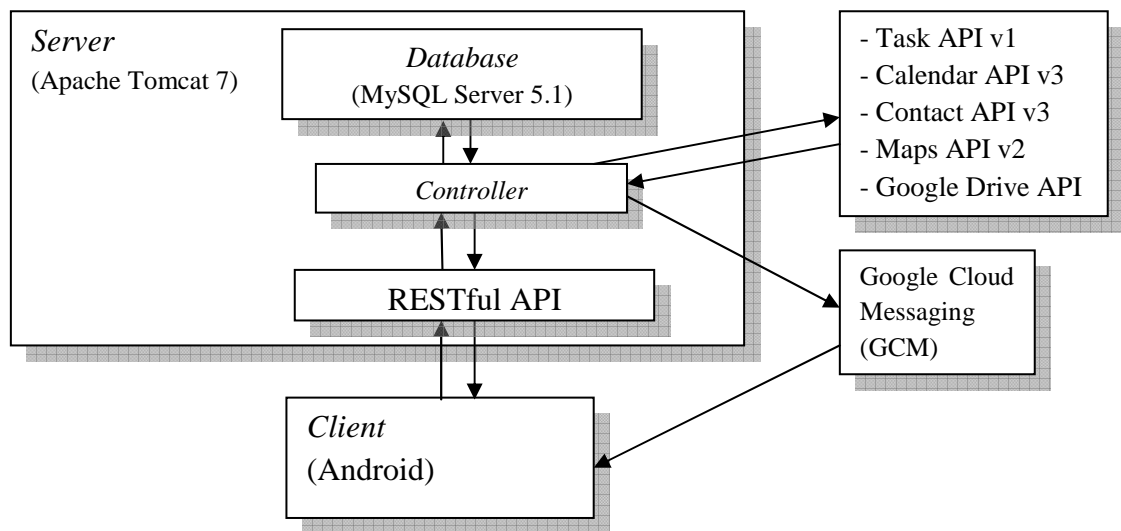 Server
(Apache Tomcat 7)
Database
(MySQL Server 5.1)
Controller
RESTful API
Client
(Android)
- Task API v1
- Calendar API v3
- Contact API v3
- Maps API v2
- Google Drive API
Google Cloud
Messaging
(GCM)